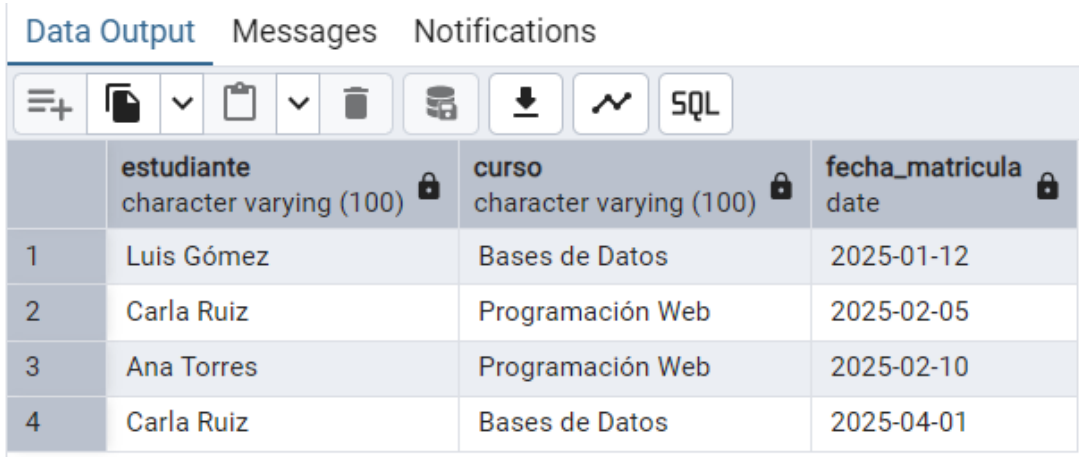 Data Output Messages Notifications
SQL
estudiante curso fecha_matricula
character varying (100) character varying (100) date
1 Luis Gómez Bases de Datos 2025-01-12
2 Carla Ruiz Programación Web 2025-02-05
3 Ana Torres Programación Web 2025-02-10
4 Carla Ruiz Bases de Datos 2025-04-01